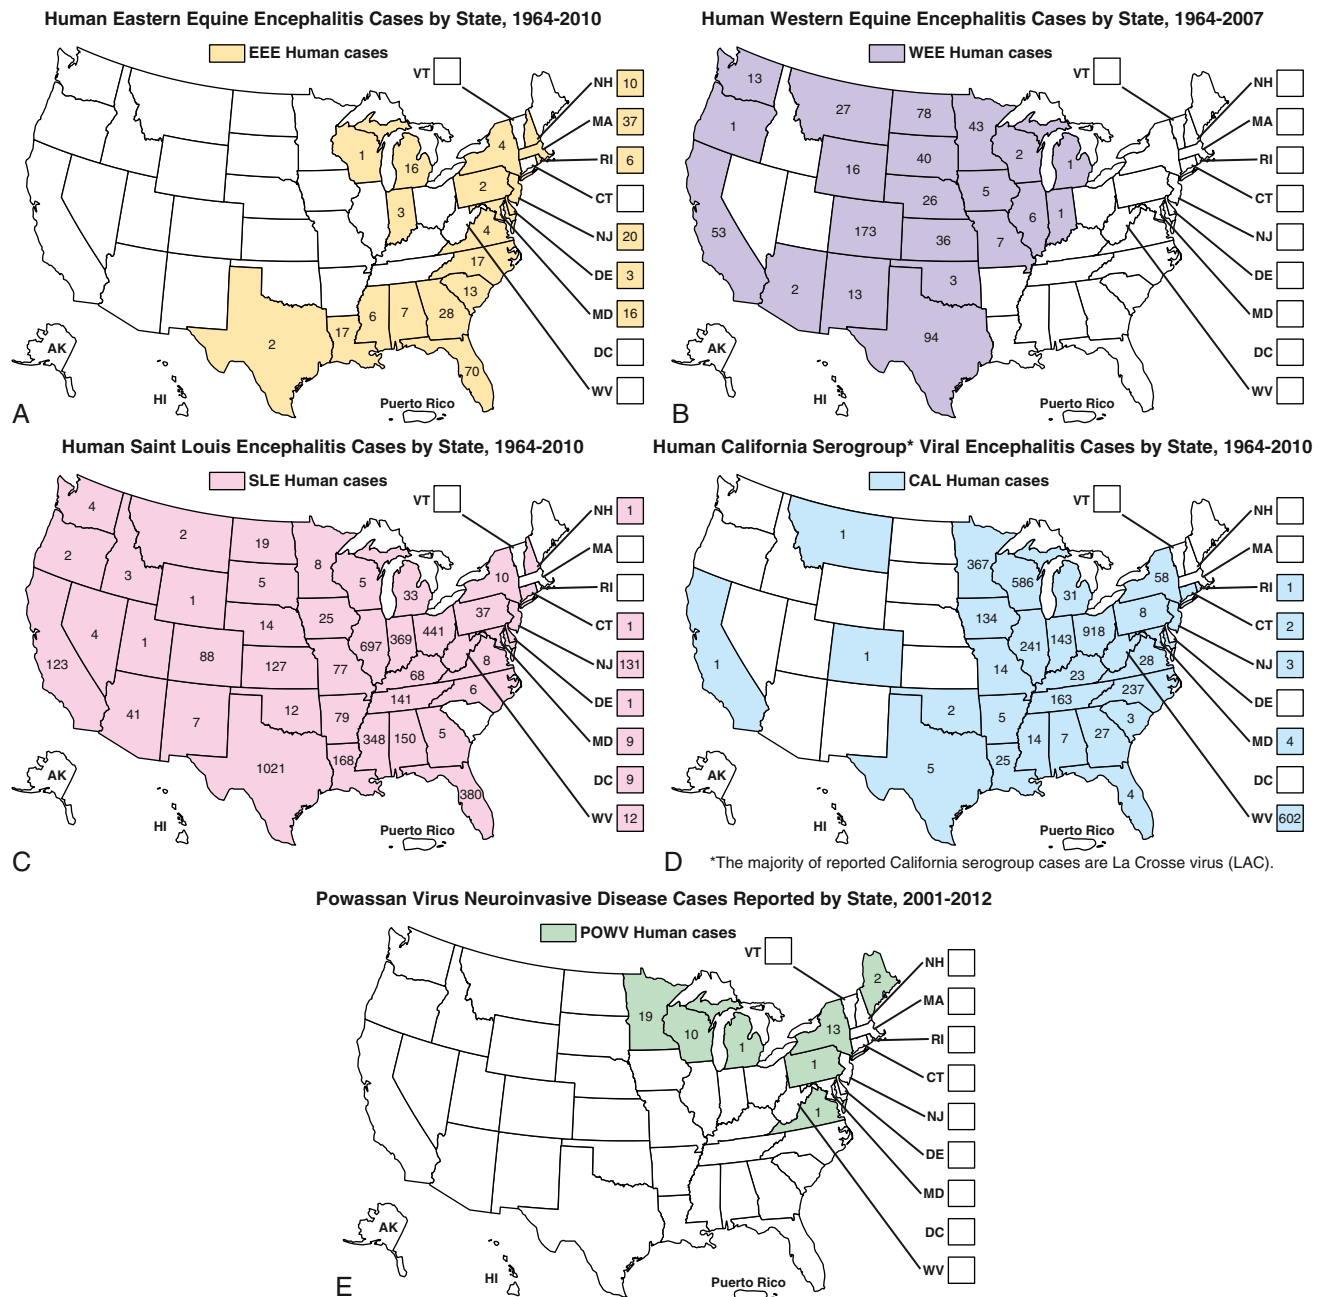 Human Eastern Equine Encephalitis Cases by State, 1964-2010
EEE Human cases
VT
NH 10
MA 37
RI 6
CT
NJ 20
DE 3
MD 16
DC
WV
1
16
4
2
3
4
17
13
2
17
6
7
28
70
AK
HI
Puerto Rico
A
Human Western Equine Encephalitis Cases by State, 1964-2007
WEE Human cases
VT
NH
MA
RI
CT
NJ
DE
MD
DC
WV
13
27
78
43
1
2
1
16
40
5
26
6
1
53
173
36
7
2
13
3
94
AK
HI
Puerto Rico
B
Human Saint Louis Encephalitis Cases by State, 1964-2010
SLE Human cases
VT
NH 1
MA
RI
CT 1
NJ 131
DE 1
MD 9
DC 9
WV 12
4
2
19
8
2
3
5
5
33
10
1
14
25
37
4
1
88
697
369
441
123
127
77
68
8
141
6
41
7
12
79
348
150
5
168
1021
380
AK
HI
Puerto Rico
C
Human California Serogroup* Viral Encephalitis Cases by State, 1964-2010
CAL Human cases
VT
NH
MA
RI 1
CT 2
NJ 3
DE
MD 4
DC
WV 602
1
367
586
31
58
134
8
241
143
918
1
1
14
23
28
163
237
2
5
3
14
7
27
25
5
4
AK
HI
Puerto Rico
D
*The majority of reported California serogroup cases are La Crosse virus (LAC).
Powassan Virus Neuroinvasive Disease Cases Reported by State, 2001-2012
POWV Human cases
VT
NH
MA
RI
CT
NJ
DE
MD
DC
WV
2
19
10
1
13
1
1
AK
HI
Puerto Rico
E